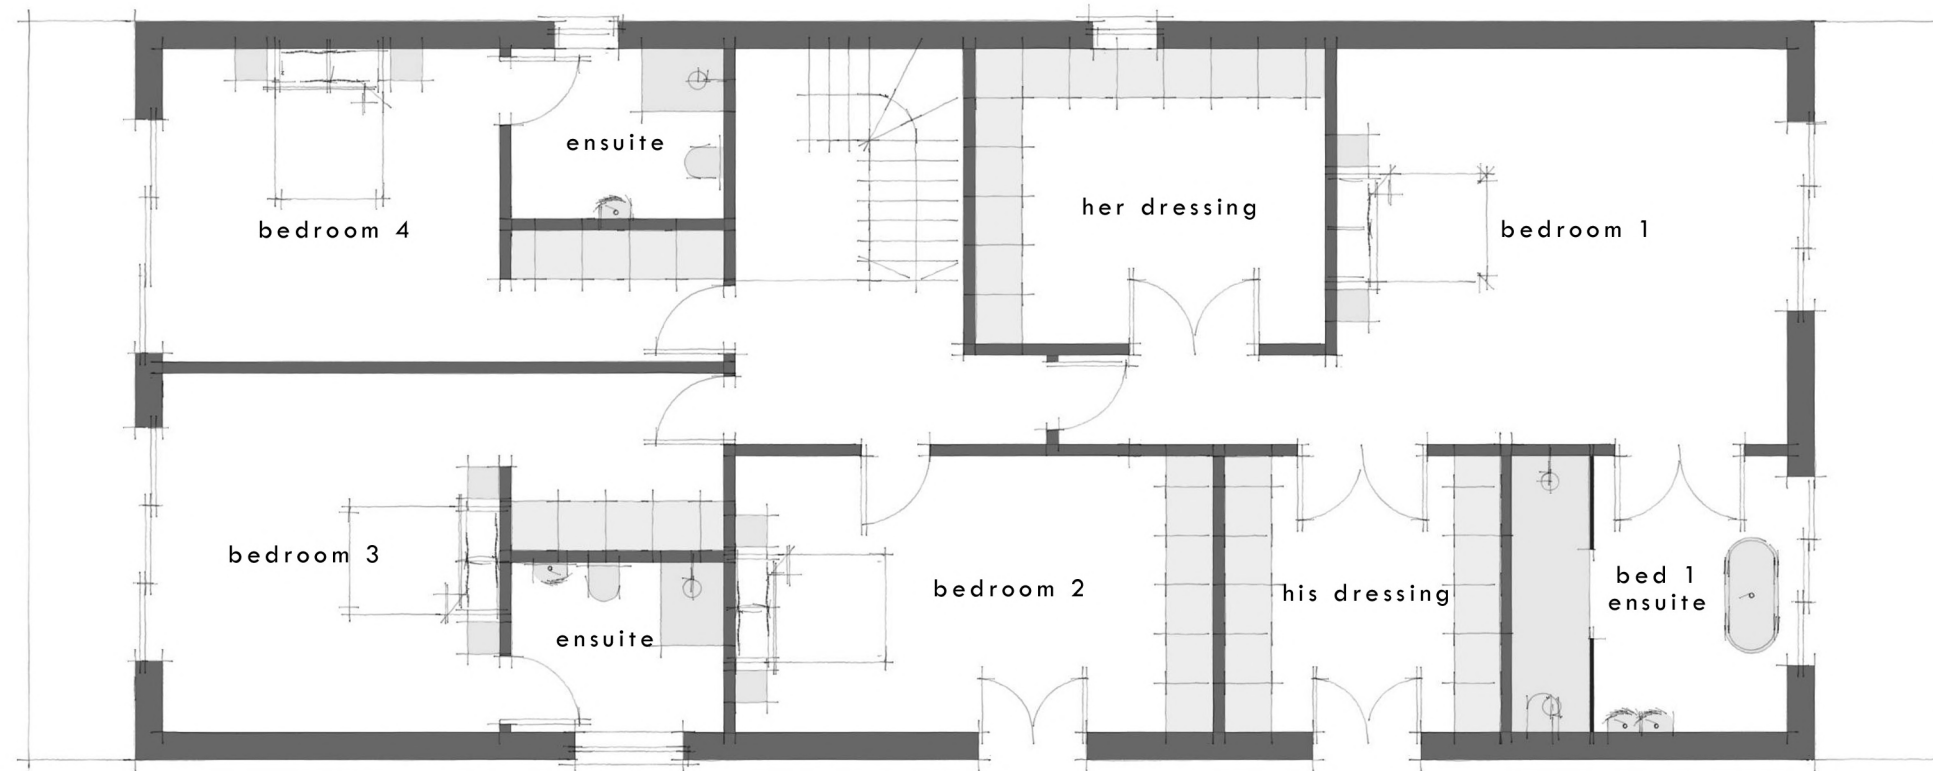 ensuite
her dressing
bedroom 4
bedroom 1
bedroom 3
bedroom 2
his dressing
bed 1
ensuite
ensuite